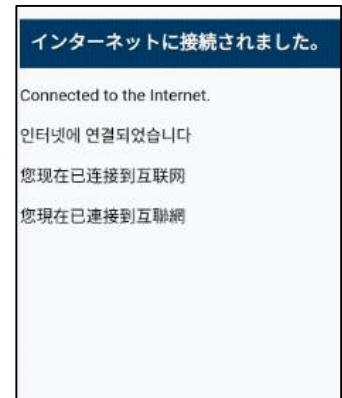 インターネットに接続されました。
Connected to the Internet.
인터넷에 연결되었습니다
您现在已连接到互联网
您現在已連接到互聯網